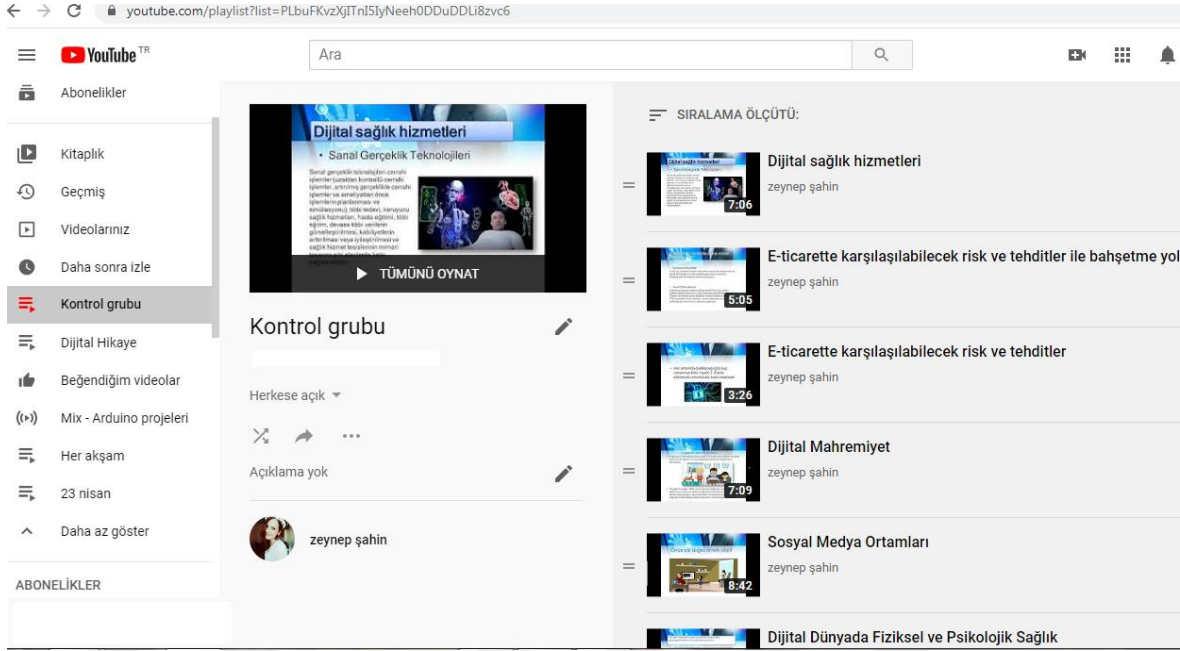 youtube.com/playlist?list=PLbuFKvzXjITnI5IyNeeh0DDuDDLi8zvc6
YouTube TR
Ara
Abonelikler
Kitaplık
Geçmiş
Videolarınız
Daha sonra izle
Kontrol grubu
Dijital Hikaye
Beğendiğim videolar
Mix - Arduino projeleri
Her akşam
23 nisan
Daha az göster
ABONELİKLER
Dijital sağlık hizmetleri
• Sanal Gerçeklik Teknolojileri
TÜMÜNÜ OYNAT
Kontrol grubu
Herkese açık
Açıklama yok
zeynep şahin
SIRALAMA ÖLÇÜTÜ:
7:06
Dijital sağlık hizmetleri
zeynep şahin
5:05
E-ticarette karşılaşılabilecek risk ve tehditler ile bahşetme yol
zeynep şahin
3:26
E-ticarette karşılaşılabilecek risk ve tehditler
zeynep şahin
7:09
Dijital Mahremiyet
zeynep şahin
8:42
Sosyal Medya Ortamları
zeynep şahin
Dijital Dünyada Fiziksel ve Psikolojik Sağlık